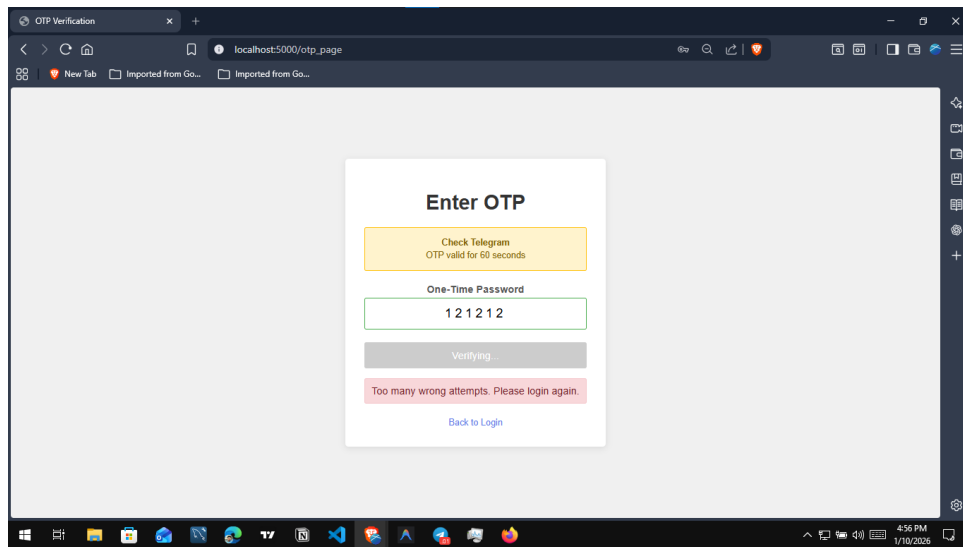 OTP Verification
localhost:5000/otp_page
New Tab Imported from Go... Imported from Go...
Enter OTP
Check Telegram
OTP valid for 60 seconds
One-Time Password
121212
Verifying...
Too many wrong attempts. Please login again.
Back to Login
4:56 PM
1/10/2026